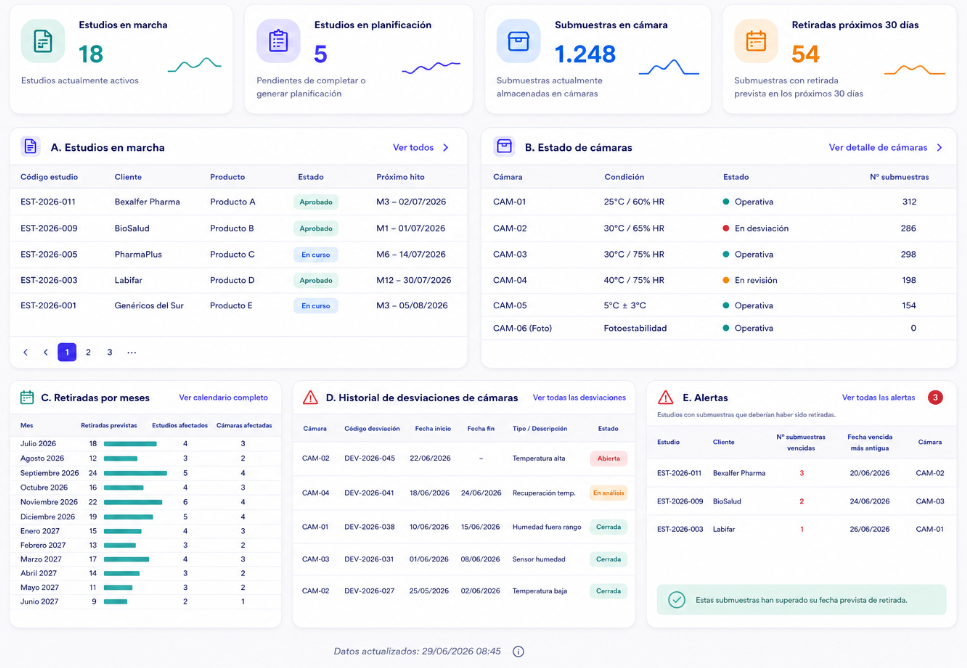 Estudios en marcha
18
Estudios actualmente activos
Estudios en planificación
5
Pendientes de completar o
generar planificación
Submuestras en cámara
1.248
Submuestras actualmente
almacenadas en cámaras
Retiradas próximos 30 días
54
Submuestras con retirada
prevista en los próximos 30 días
A. Estudios en marcha Ver todos
Código estudio Cliente Producto Estado Próximo hito
EST-2026-011 Bexalfer Pharma Producto A Aprobado M3 – 02/07/2026
EST-2026-009 BioSalud Producto B Aprobado M1 – 01/07/2026
EST-2026-005 PharmaPlus Producto C En curso M6 – 14/07/2026
EST-2026-003 Labifar Producto D Aprobado M12 – 30/07/2026
EST-2026-001 Genéricos del Sur Producto E En curso M3 – 05/08/2026
1 2 3 ...
B. Estado de cámaras Ver detalle de cámaras
Cámara Condición Estado Nº submuestras
CAM-01 25°C / 60% HR Operativa 312
CAM-02 30°C / 65% HR En desviación 286
CAM-03 30°C / 75% HR Operativa 298
CAM-04 40°C / 75% HR En revisión 198
CAM-05 5°C ± 3°C Operativa 154
CAM-06 (Foto) Fotoestabilidad Operativa 0
C. Retiradas por meses Ver calendario completo
Mes Retiradas previstas Estudios afectados Cámaras afectadas
Julio 2026 18 4 3
Agosto 2026 12 3 2
Septiembre 2026 24 5 4
Octubre 2026 16 4 3
Noviembre 2026 22 6 4
Diciembre 2026 19 5 4
Enero 2027 15 4 3
Febrero 2027 13 3 2
Marzo 2027 17 4 3
Abril 2027 14 3 2
Mayo 2027 11 3 2
Junio 2027 9 2 1
D. Historial de desviaciones de cámaras Ver todas las desviaciones
Cámara Código desviación Fecha inicio Fecha fin Tipo / Descripción Estado
CAM-02 DEV-2026-045 22/06/2026 – Temperatura alta Abierta
CAM-04 DEV-2026-041 18/06/2026 24/06/2026 Recuperación temp. En análisis
CAM-01 DEV-2026-038 10/06/2026 15/06/2026 Humedad fuera rango Cerrada
CAM-03 DEV-2026-031 01/06/2026 08/06/2026 Sensor humedad Cerrada
CAM-02 DEV-2026-027 25/05/2026 02/06/2026 Temperatura baja Cerrada
E. Alertas Ver todas las alertas 3
Estudios con submuestras que deberían haber sido retiradas.
Estudio Cliente Nº submuestras vencidas Fecha vencida más antigua Cámara
EST-2026-011 Bexalfer Pharma 3 20/06/2026 CAM-02
EST-2026-009 BioSalud 2 24/06/2026 CAM-03
EST-2026-003 Labifar 1 26/06/2026 CAM-01
Estas submuestras han superado su fecha prevista de retirada.
Datos actualizados: 29/06/2026 08:45